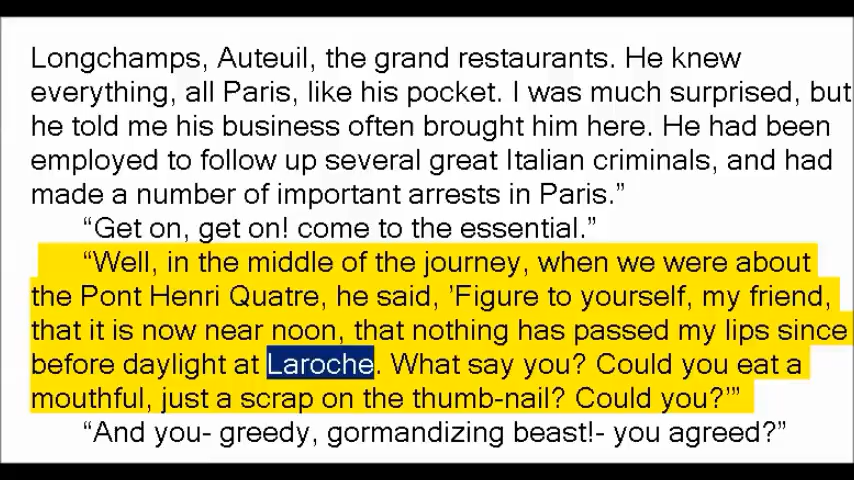 Longchamps, Auteuil, the grand restaurants. He knew
everything, all Paris, like his pocket. I was much surprised, but
he told me his business often brought him here. He had been
employed to follow up several great Italian criminals, and had
made a number of important arrests in Paris.”
“Get on, get on! come to the essential.”
“Well, in the middle of the journey, when we were about
the Pont Henri Quatre, he said, ’Figure to yourself, my friend,
that it is now near noon, that nothing has passed my lips since
before daylight at Laroche. What say you? Could you eat a
mouthful, just a scrap on the thumb-nail? Could you?’”
“And you- greedy, gormandizing beast!- you agreed?”